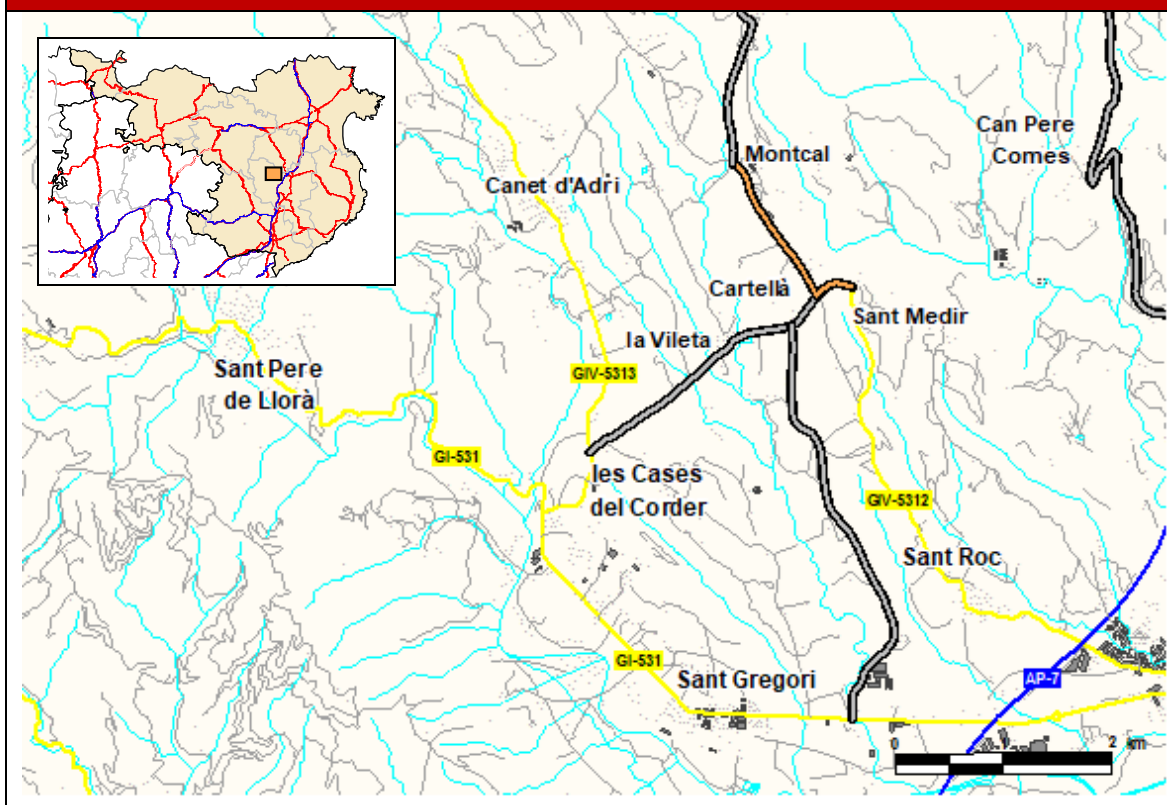 Can Pere
Comes
Montcal
Canet d'Adri
Cartellà
Sant Medir
la Vileta
Sant Pere
de Llorà
GIV-5313
GI-531
les Cases
del Corder
GIV-5312
Sant Roc
GI-531
Sant Gregori
AP-7
0 1 2 km